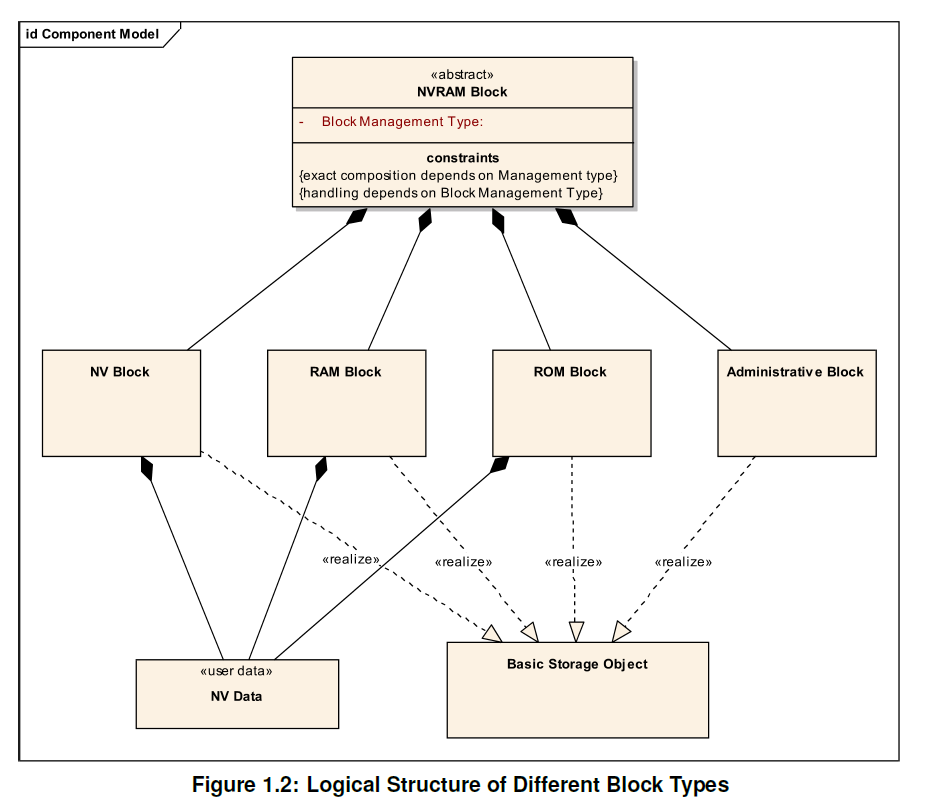 id Component Model
«abstract»
NVRAM Block
- Block Management Type:
constraints
{exact composition depends on Management type}
{handling depends on Block Management Type}
NV Block
RAM Block
ROM Block
Administrative Block
«realize»
«realize»
«realize»
«realize»
«user data»
NV Data
Basic Storage Object
Figure 1.2: Logical Structure of Different Block Types